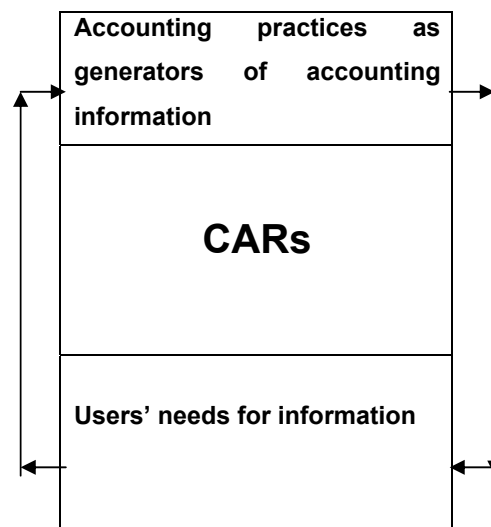 Accounting practices as
generators of accounting
information
CARs
Users’ needs for information